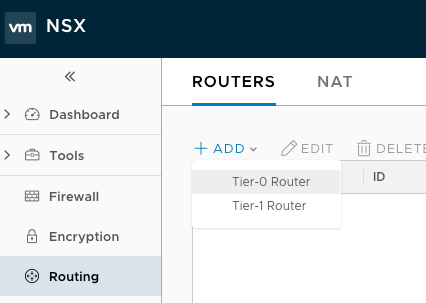 vm NSX
ROUTERS NAT
Dashboard
ADD EDIT DELETE
Tools
Tier-0 Router ID
Firewall
Tier-1 Router
Encryption
Routing